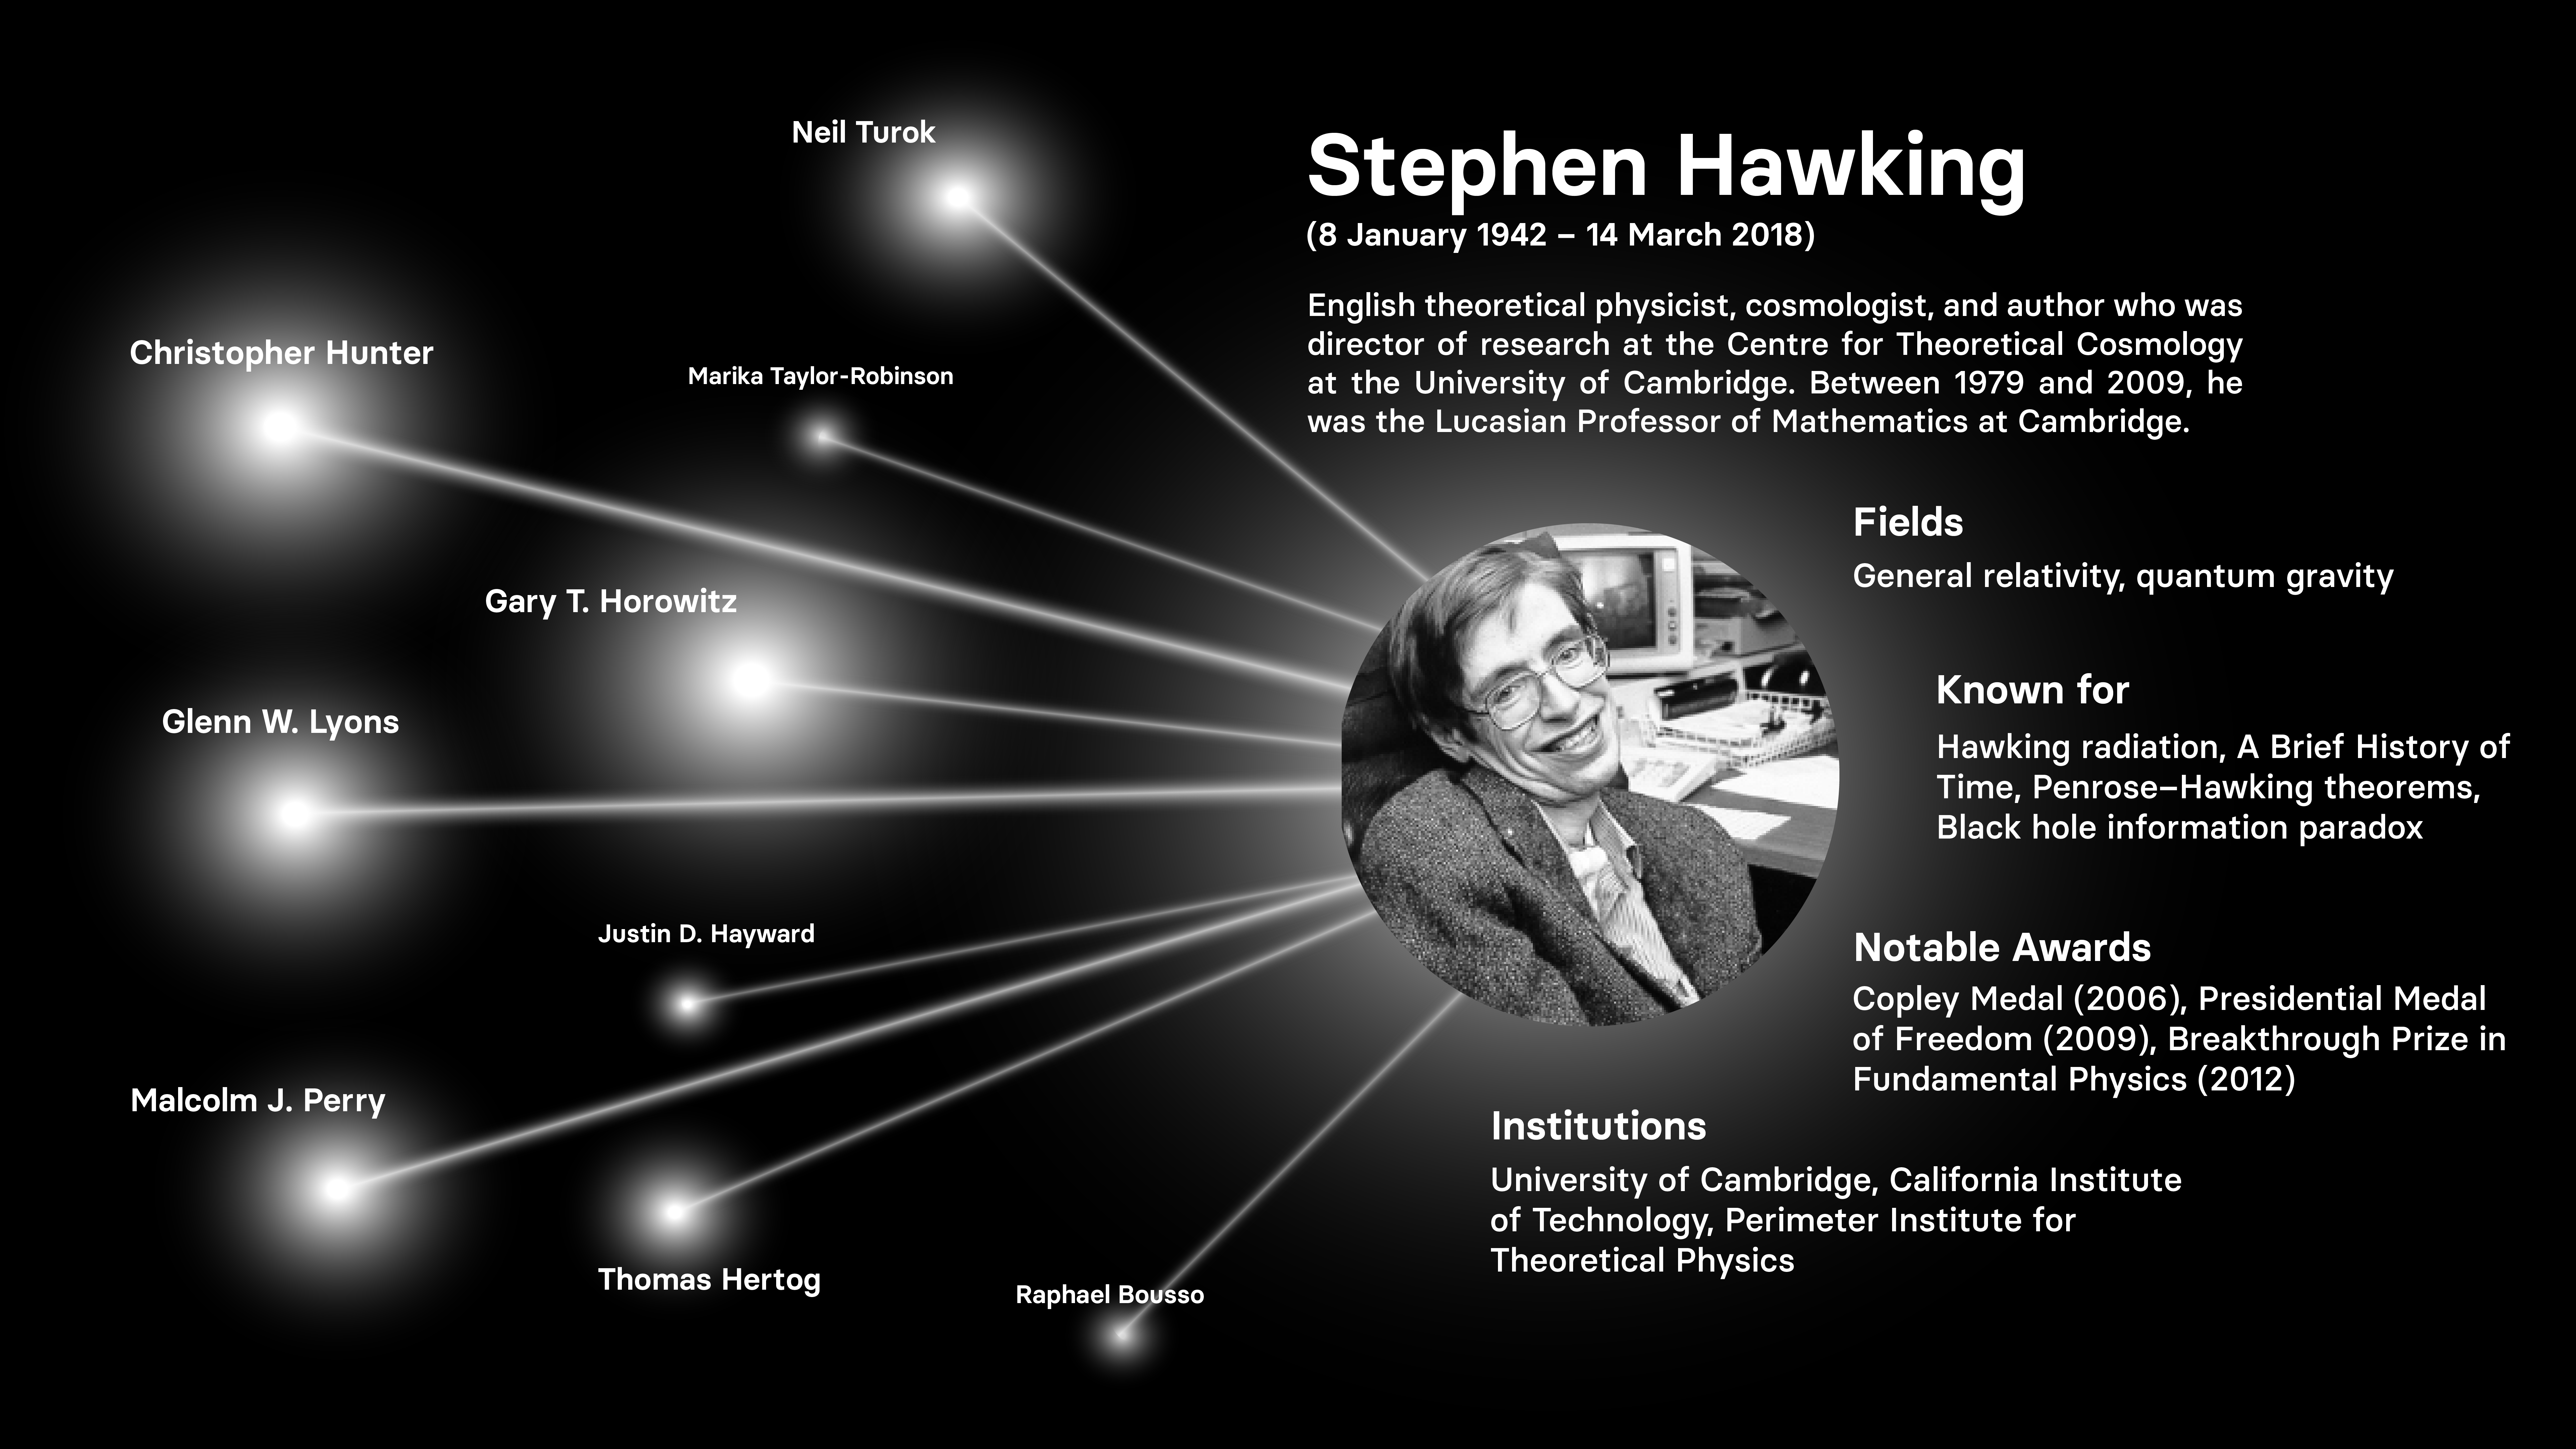 Neil Turok
Christopher Hunter
Marika Taylor-Robinson
Gary T. Horowitz
Glenn W. Lyons
Justin D. Hayward
Malcolm J. Perry
Thomas Hertog
Raphael Bousso
Stephen Hawking
(8 January 1942 – 14 March 2018)
English theoretical physicist, cosmologist, and author who was
director of research at the Centre for Theoretical Cosmology
at the University of Cambridge. Between 1979 and 2009, he
was the Lucasian Professor of Mathematics at Cambridge.
Fields
General relativity, quantum gravity
Known for
Hawking radiation, A Brief History of
Time, Penrose–Hawking theorems,
Black hole information paradox
Notable Awards
Copley Medal (2006), Presidential Medal
of Freedom (2009), Breakthrough Prize in
Fundamental Physics (2012)
Institutions
University of Cambridge, California Institute
of Technology, Perimeter Institute for
Theoretical Physics